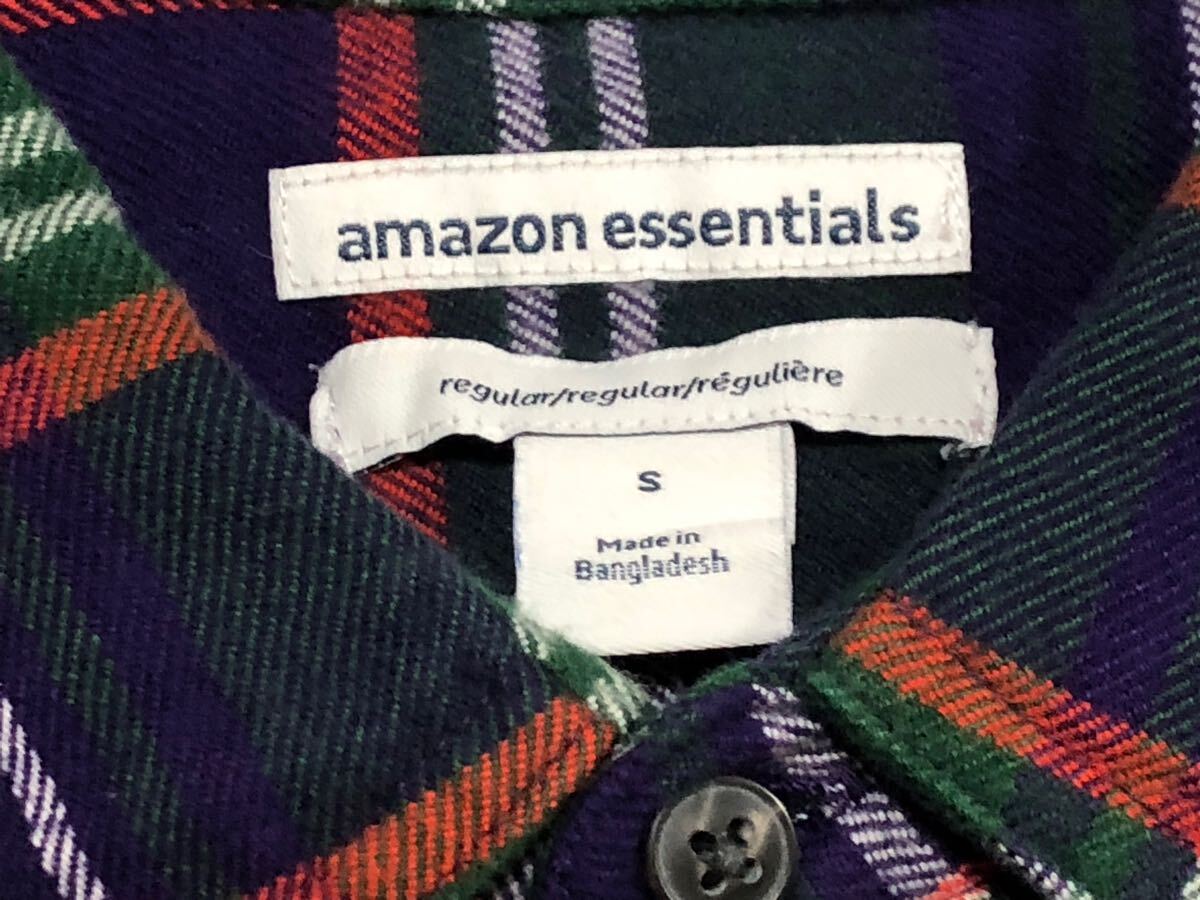 amazon essentials
regular/regular/régulière
S
Made in
Bangladesh